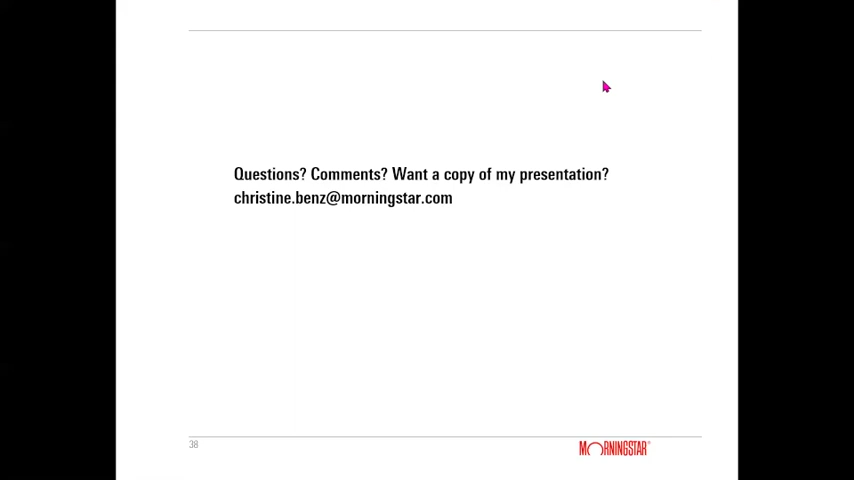 Questions? Comments? Want a copy of my presentation?
christine.benz@morningstar.com
38
MORNINGSTAR®